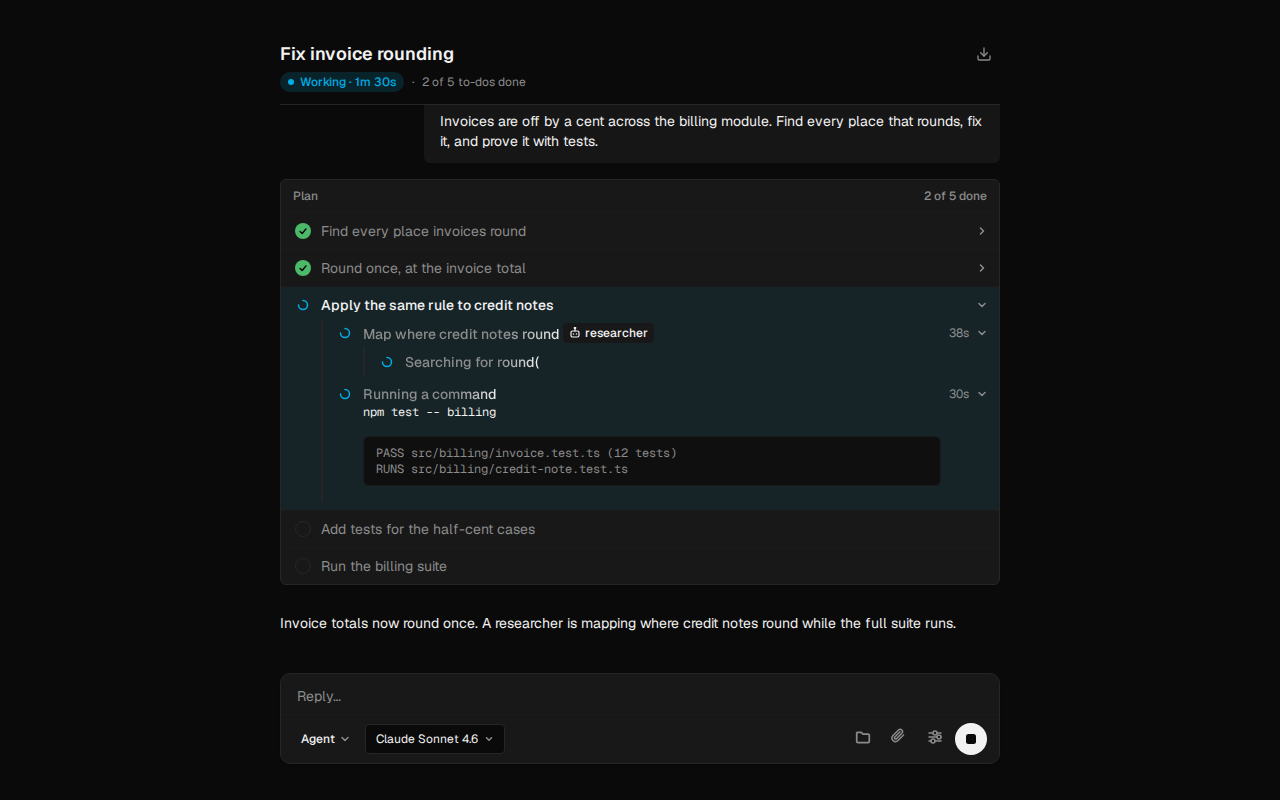 Fix invoice rounding
Working · 1m 30s · 2 of 5 to-dos done
Invoices are off by a cent across the billing module. Find every place that rounds, fix
it, and prove it with tests.
Plan 2 of 5 done
Find every place invoices round
Round once, at the invoice total
Apply the same rule to credit notes
Map where credit notes round researcher 38s
Searching for round(
Running a command 30s
npm test -- billing
PASS src/billing/invoice.test.ts (12 tests)
RUNS src/billing/credit-note.test.ts
Add tests for the half-cent cases
Run the billing suite
Invoice totals now round once. A researcher is mapping where credit notes round while the full suite runs.
Reply...
Agent Claude Sonnet 4.6